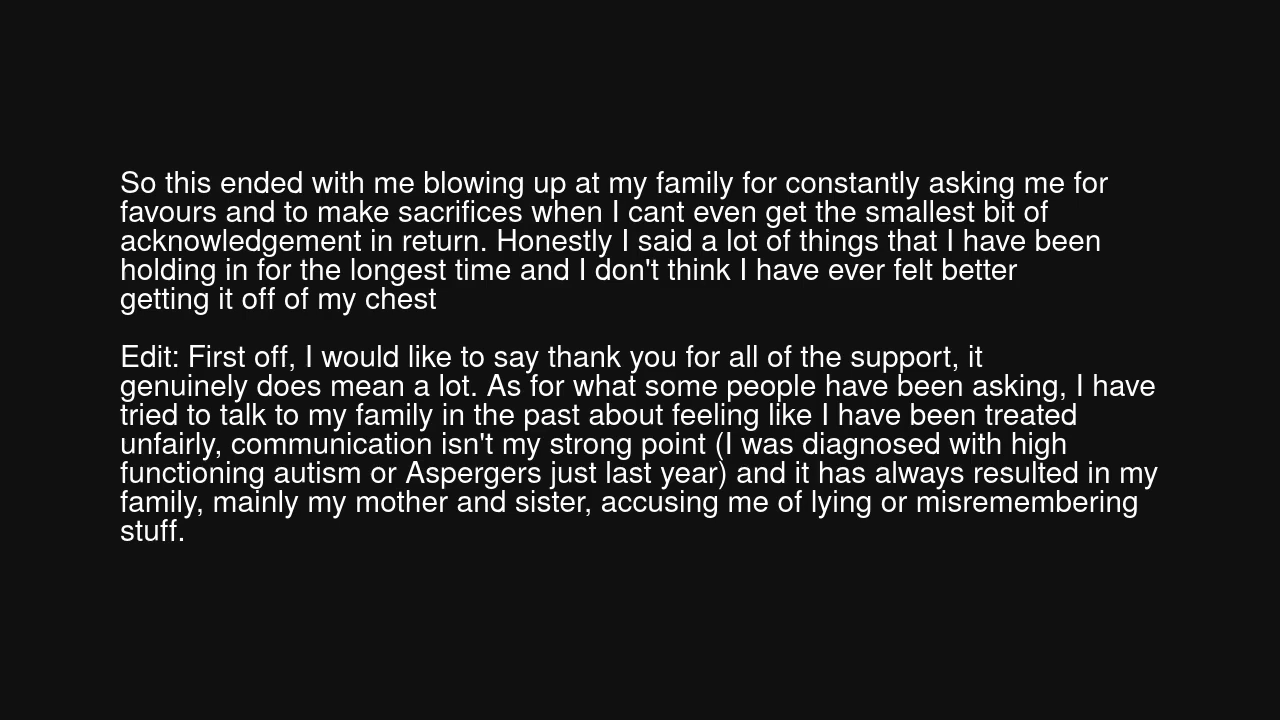 So this ended with me blowing up at my family for constantly asking me for
favours and to make sacrifices when I cant even get the smallest bit of
acknowledgement in return. Honestly I said a lot of things that I have been
holding in for the longest time and I don't think I have ever felt better
getting it off of my chest
Edit: First off, I would like to say thank you for all of the support, it
genuinely does mean a lot. As for what some people have been asking, I have
tried to talk to my family in the past about feeling like I have been treated
unfairly, communication isn't my strong point (I was diagnosed with high
functioning autism or Aspergers just last year) and it has always resulted in my
family, mainly my mother and sister, accusing me of lying or misremembering
stuff.